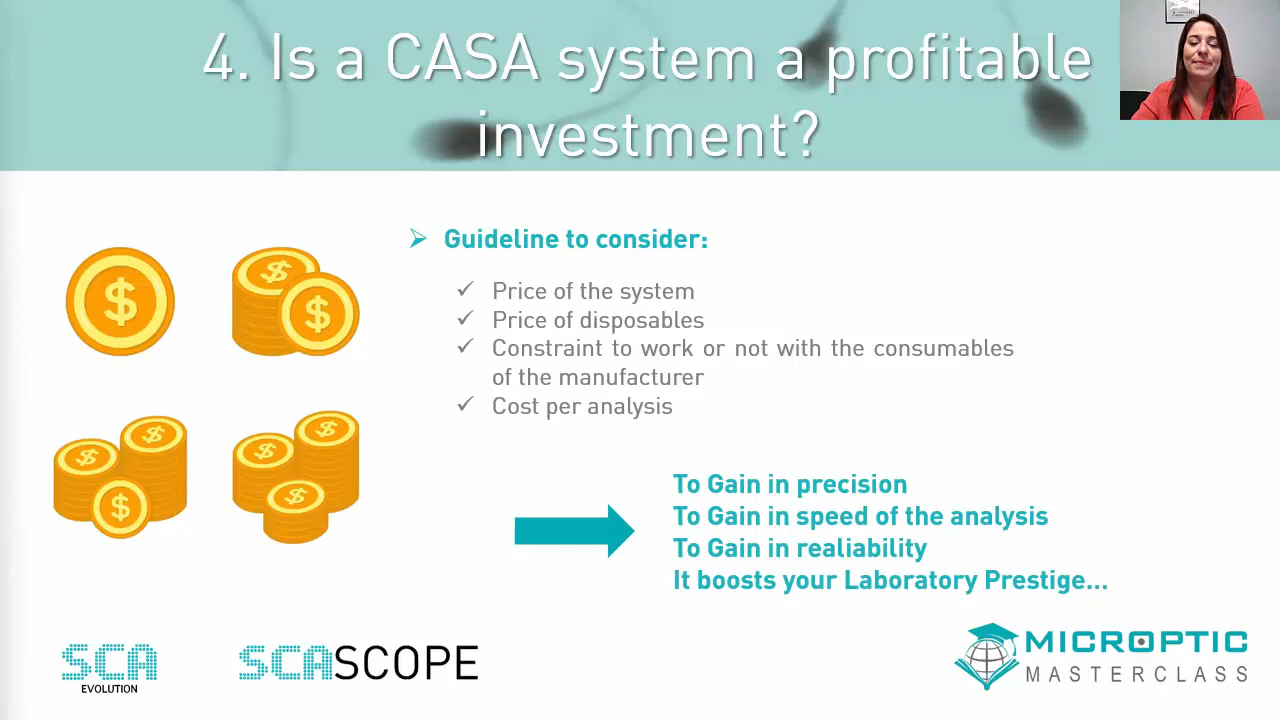 4. Is a CASA system a profitable
investment?
Guideline to consider:
Price of the system
Price of disposables
Constraint to work or not with the consumables
of the manufacturer
Cost per analysis
$
$
$
$
$
$
$
$
$
To Gain in precision
To Gain in speed of the analysis
To Gain in realiability
It boosts your Laboratory Prestige...
SCA
EVOLUTION
SCASCOPE
MICROPTIC
MASTERCLASS